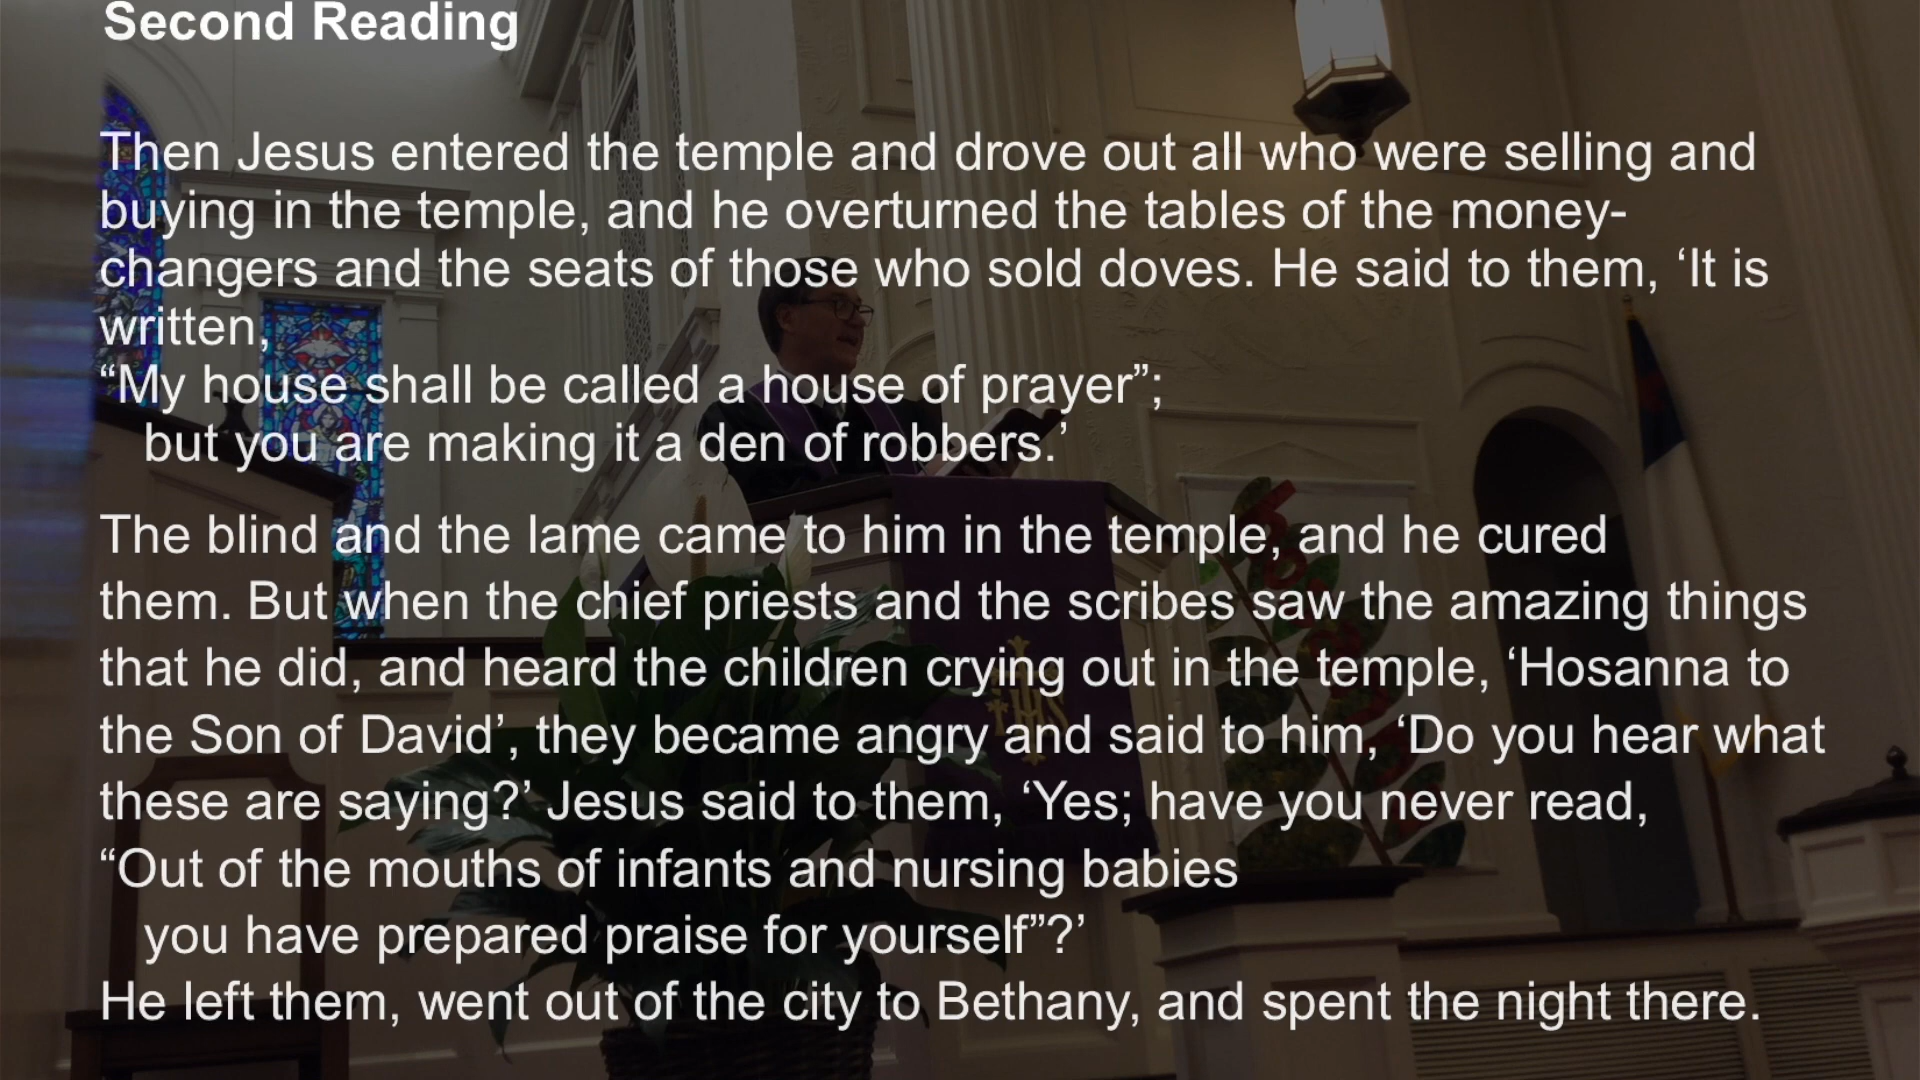 Second Reading
Then Jesus entered the temple and drove out all who were selling and
buying in the temple, and he overturned the tables of the money-
changers and the seats of those who sold doves. He said to them, ‘It is
written,
“My house shall be called a house of prayer”;
but you are making it a den of robbers.’
The blind and the lame came to him in the temple, and he cured
them. But when the chief priests and the scribes saw the amazing things
that he did, and heard the children crying out in the temple, ‘Hosanna to
the Son of David’, they became angry and said to him, ‘Do you hear what
these are saying?’ Jesus said to them, ‘Yes; have you never read,
“Out of the mouths of infants and nursing babies
you have prepared praise for yourself”?’
He left them, went out of the city to Bethany, and spent the night there.
IHS